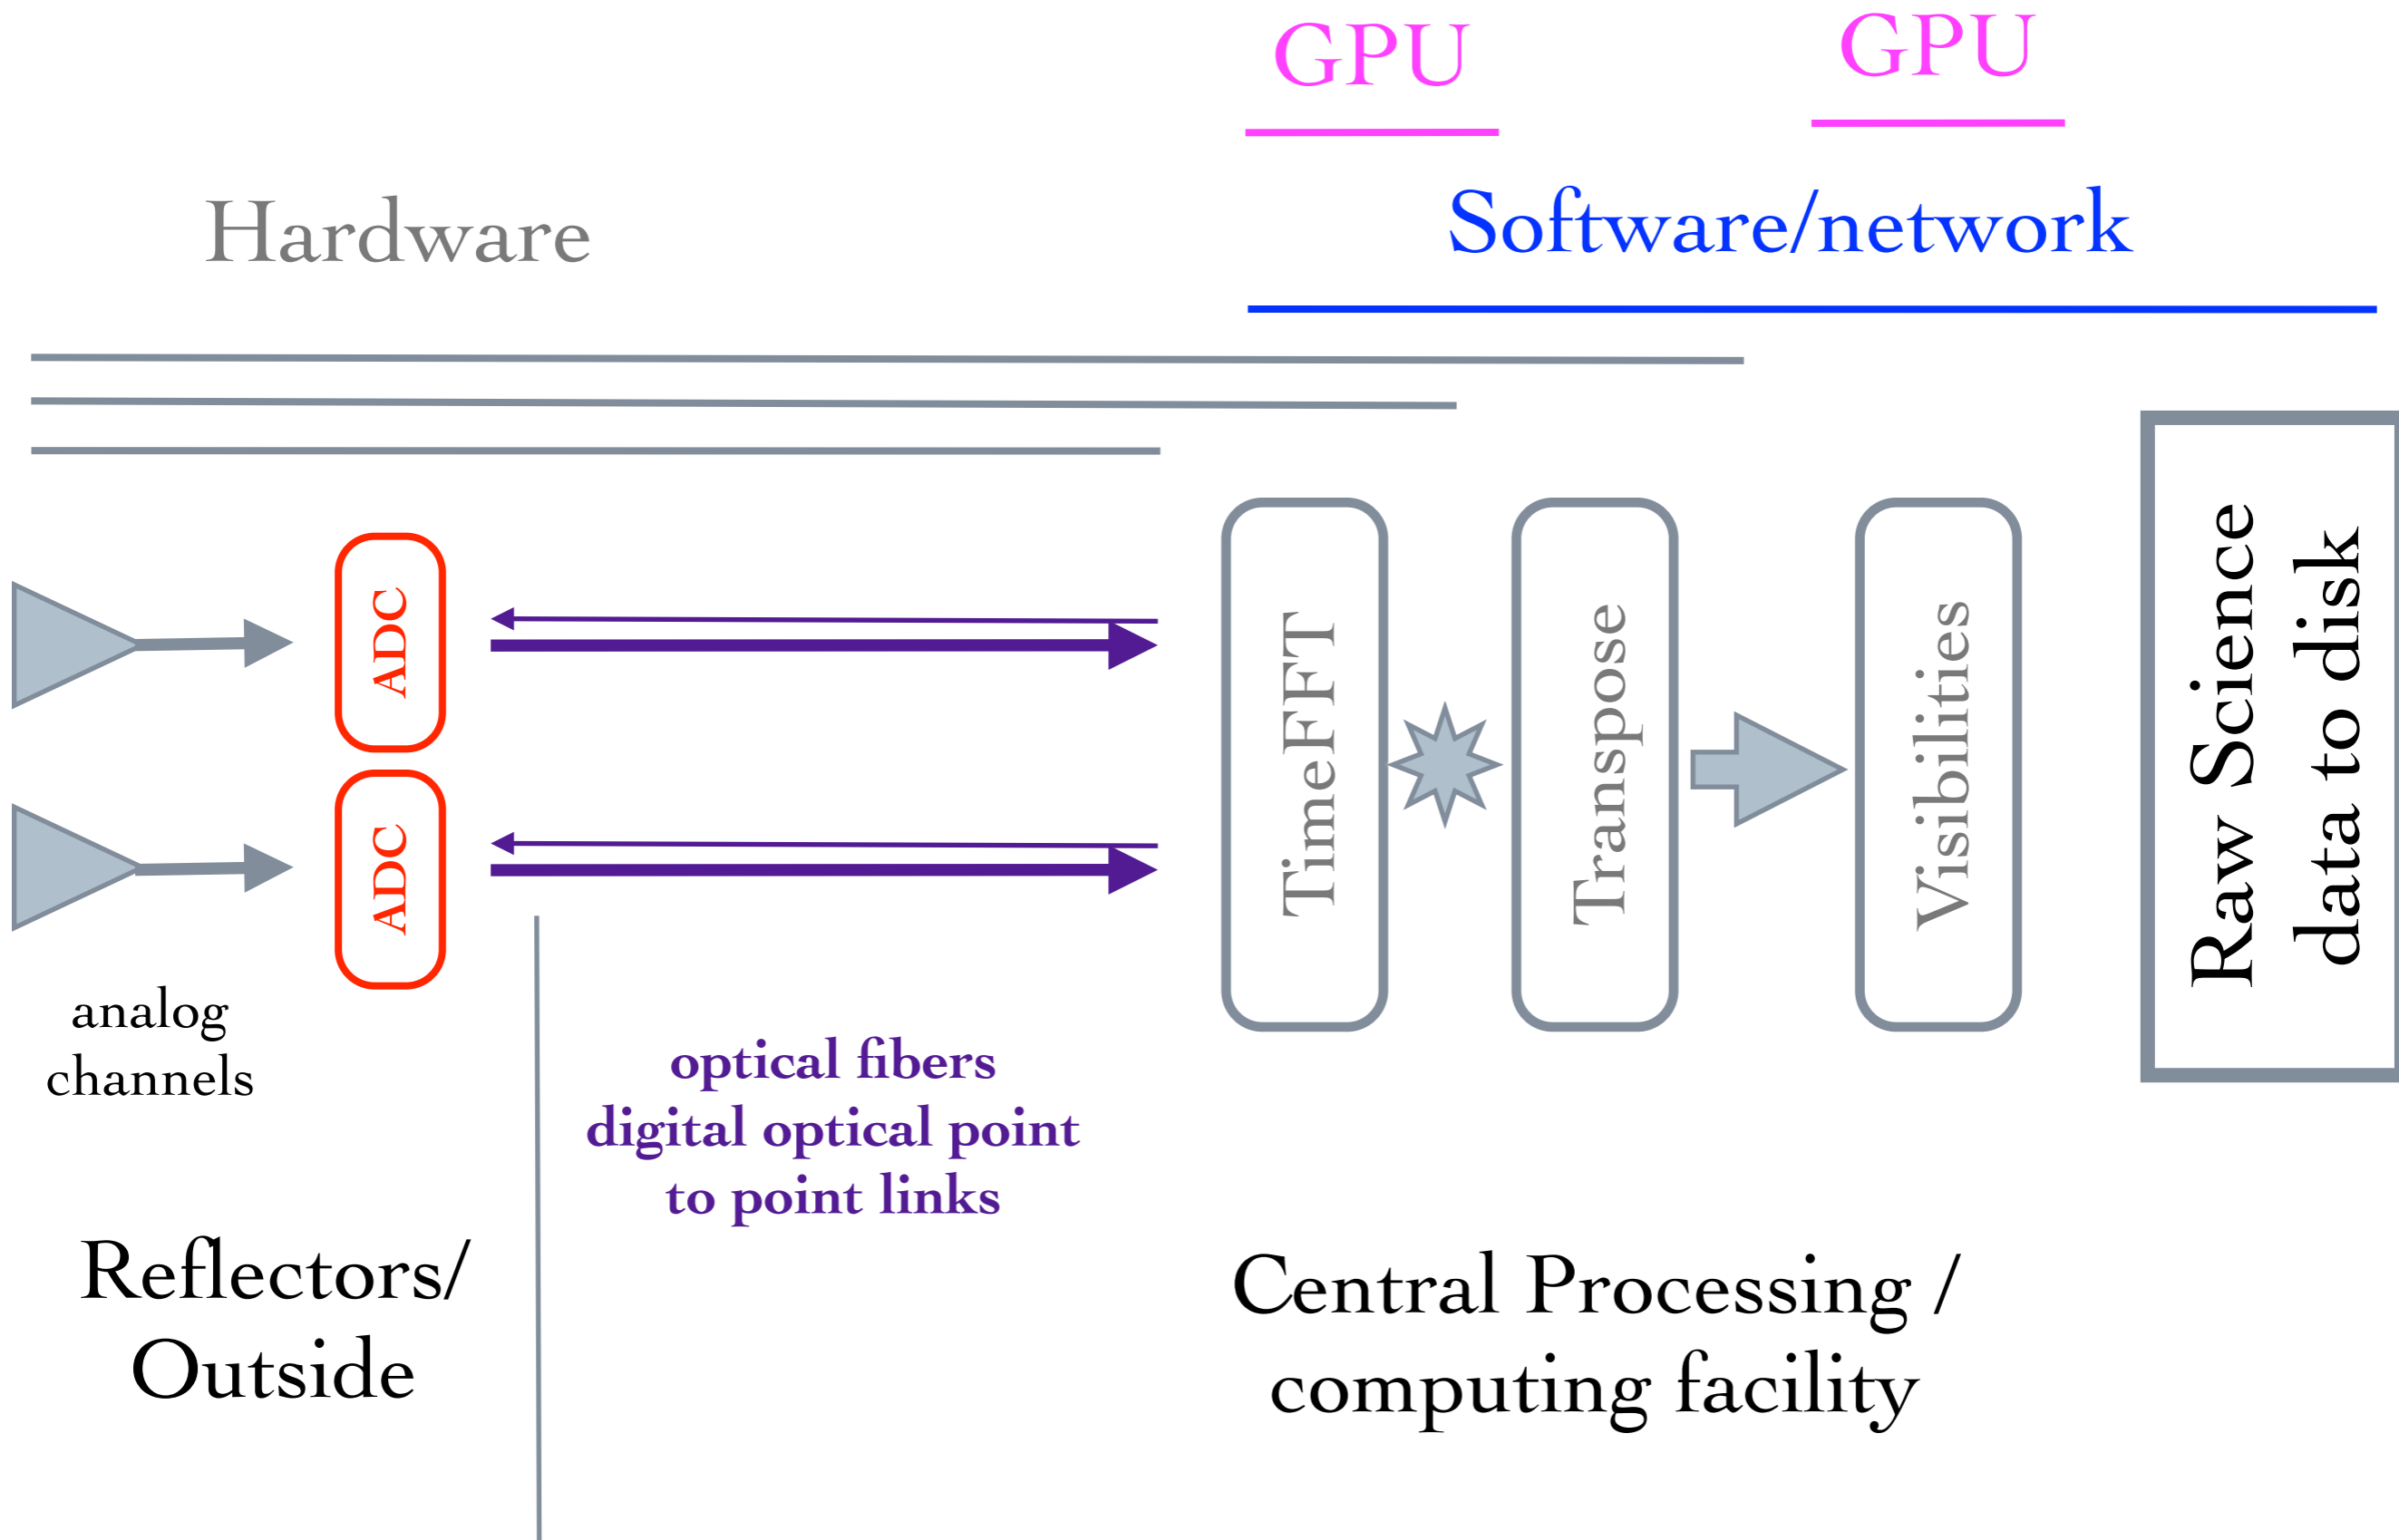 GPU
GPU
Hardware
Software/network
ADC
ADC
TimeFFT
Transpose
Visibilities
Raw Science
data to disk
analog
channels
optical fibers
digital optical point
to point links
Reflectors/
Outside
Central Processing /
computing facility